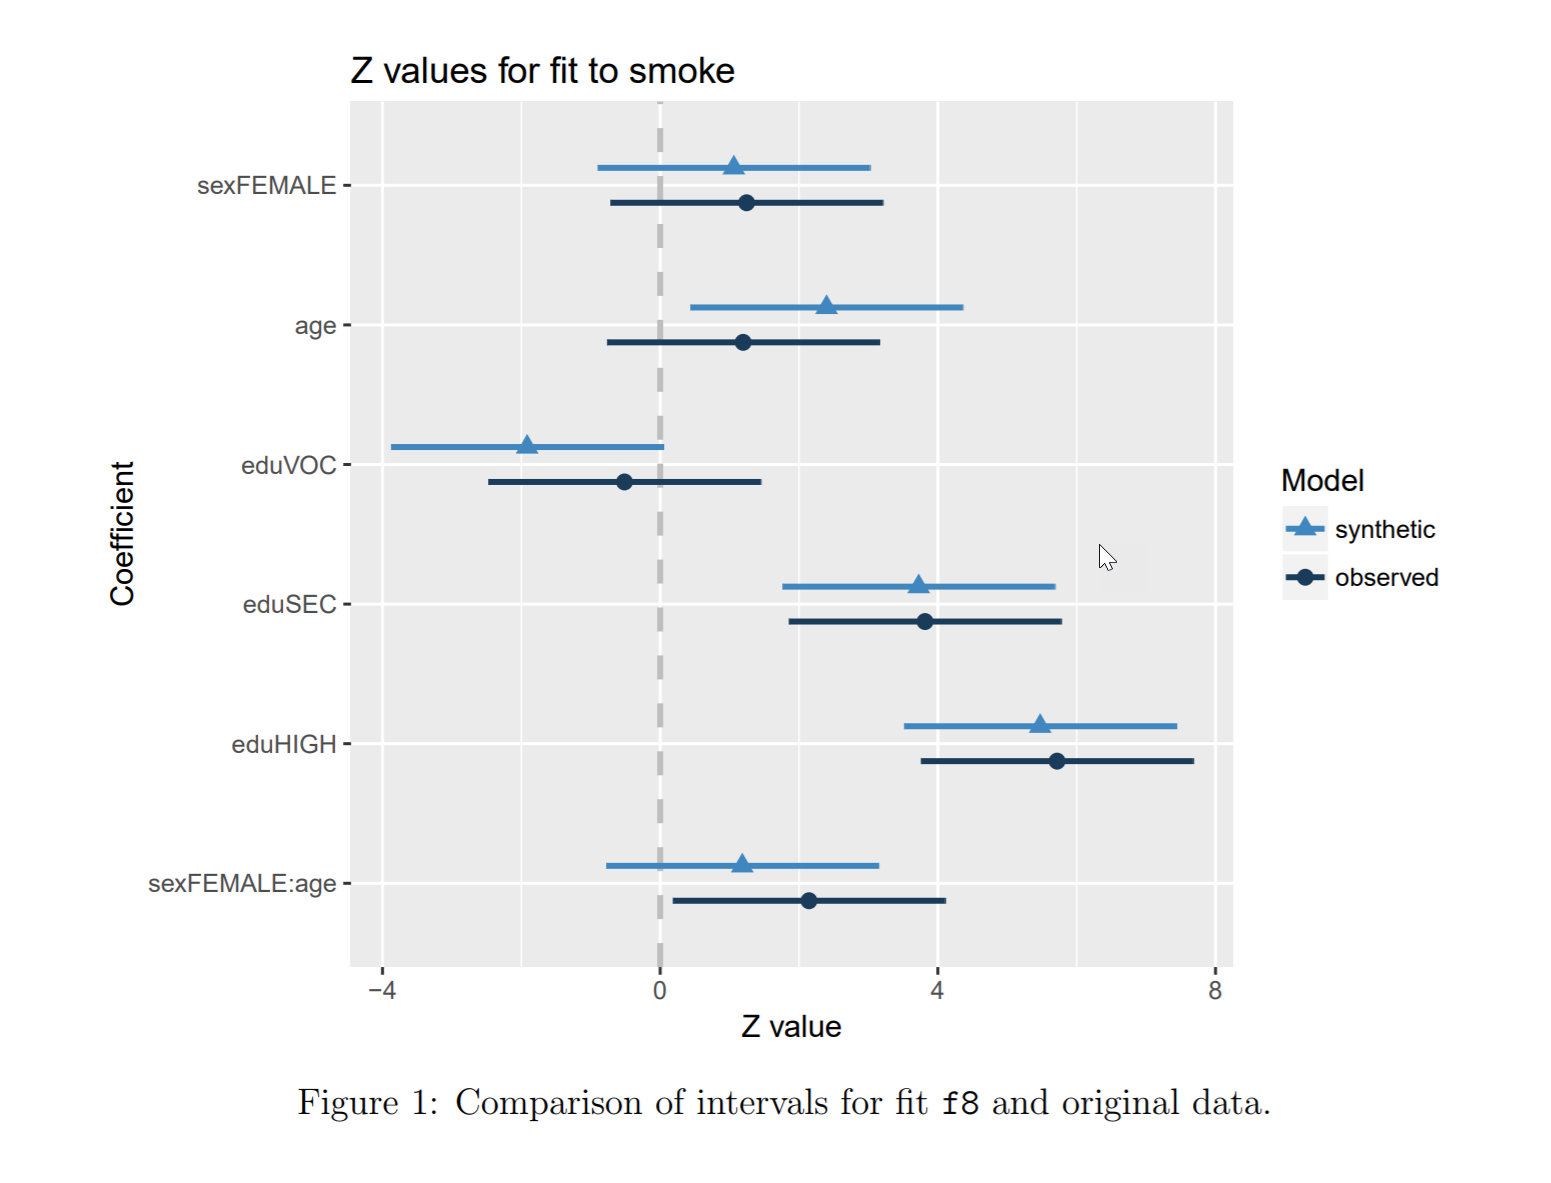 Z values for fit to smoke
sexFEMALE
age
eduVOC
eduSEC
eduHIGH
sexFEMALE:age
Coefficient
−4 0 4 8
Z value
Model
synthetic
observed
Figure 1: Comparison of intervals for fit f8 and original data.